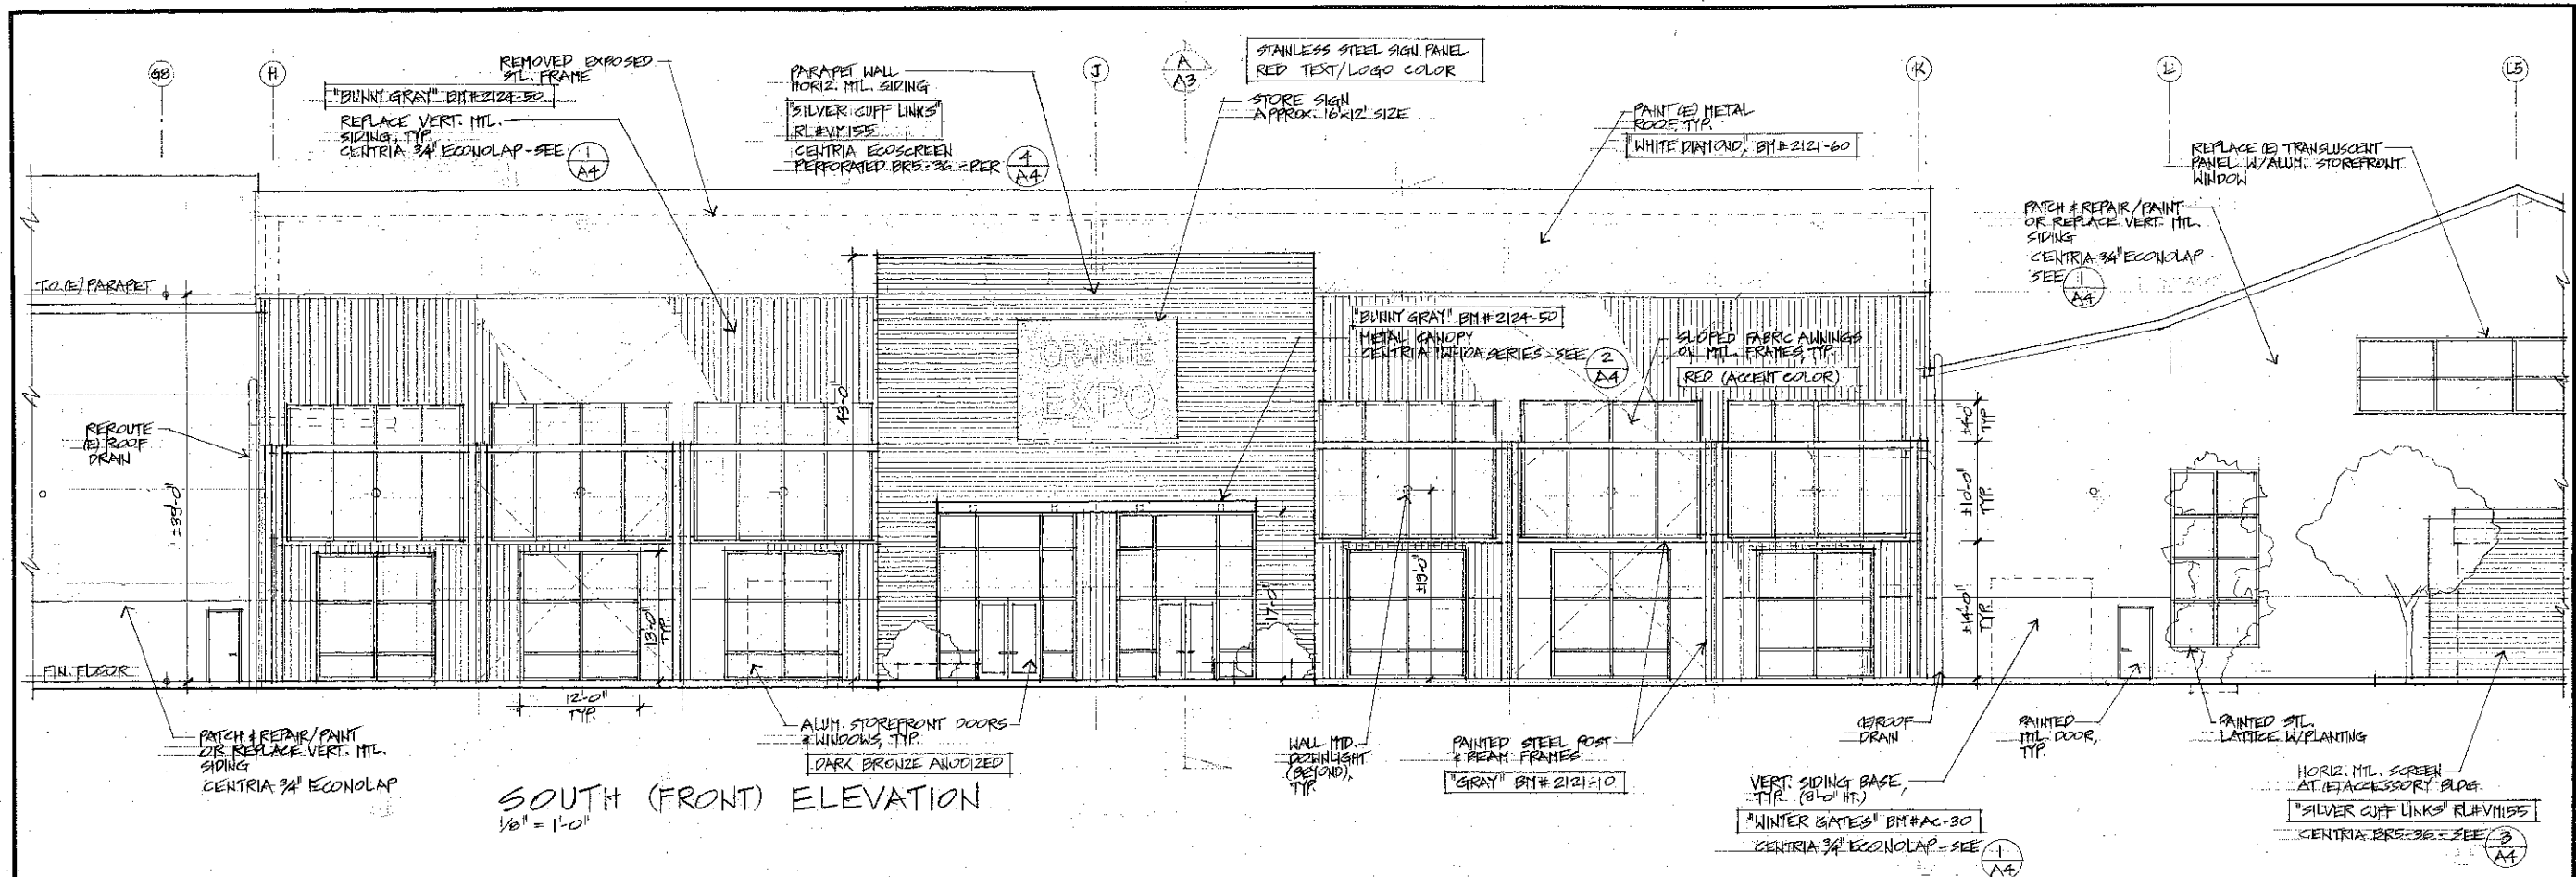 G8
H
REMOVED EXPOSED
STL. FRAME
"BUNNY GRAY" BM#2124-50
REPLACE VERT. MTL.
SIDING, TYP.
CENTRIA 3/4" ECONOLAP - SEE
1
A4
PARAPET WALL
HORIZ. MTL. SIDING
"SILVER CUFF LINKS"
RL#VM155
CENTRIA ECOSCREEN
PERFORATED BR5-36 - PER
4
A4
J
A
A3
STAINLESS STEEL SIGN PANEL
RED TEXT/LOGO COLOR
STORE SIGN
APPROX. 16'x12' SIZE
PAINT (E) METAL
ROOF, TYP.
"WHITE DIAMOND," BM#2121-60
K
L
L5
REPLACE (E) TRANSLUSCENT
PANEL W/ALUM. STOREFRONT
WINDOW
PATCH & REPAIR/PAINT
OR REPLACE VERT. MTL.
SIDING
CENTRIA 3/4" ECONOLAP -
SEE
1
A4
T.O. (E) PARAPET
±39'-0"
43'-0"
GRANITE
EXPO
"BUNNY GRAY" BM#2124-50
METAL CANOPY
SERIES - SEE
2
A4
SLOPED FABRIC AWNINGS
ON MTL. FRAMES, TYP.
RED (ACCENT COLOR)
REROUTE
(E) ROOF
DRAIN
±4'-0"
TYP.
±10'-0"
TYP.
±14'-0"
TYP.
13'-0"
TYP.
17'-0"
±19'-0"
FIN. FLOOR
12'-0"
TYP.
PATCH & REPAIR/PAINT
OR REPLACE VERT. MTL.
SIDING
CENTRIA 3/4" ECONOLAP
ALUM. STOREFRONT DOORS
& WINDOWS, TYP.
DARK BRONZE ANODIZED
WALL MTD.
DOWNLIGHT
(BEYOND),
TYP.
PAINTED STEEL POST
& BEAM FRAMES
"GRAY" BM#2121-10
(E) ROOF
DRAIN
PAINTED
MTL. DOOR,
TYP.
PAINTED STL.
LATTICE W/PLANTING
VERT. SIDING BASE,
TYP. (8'-0" HT.)
"WINTER GATES" BM#AC-30
CENTRIA 3/4" ECONOLAP - SEE
1
A4
HORIZ. MTL. SCREEN
AT (E) ACCESSORY BLDG.
"SILVER CUFF LINKS" RL#VM155
CENTRIA BR5-36 - SEE
3
A4
SOUTH (FRONT) ELEVATION
1/8" = 1'-0"